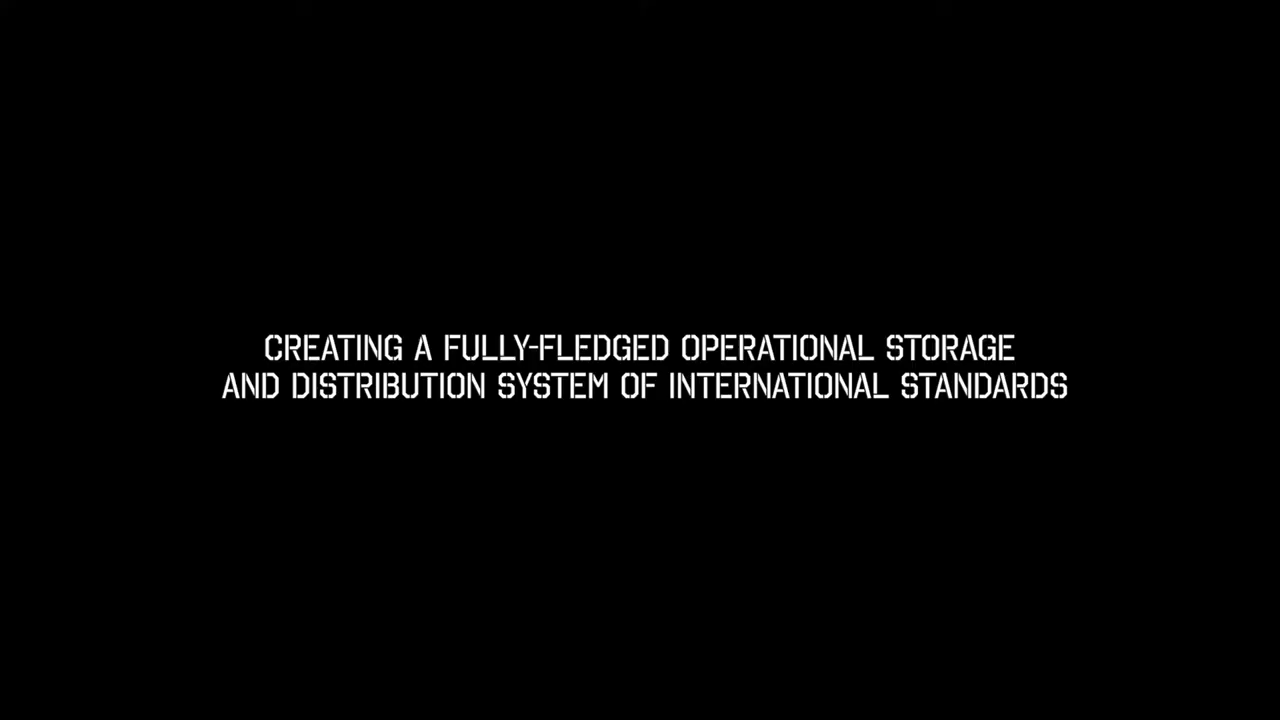 CREATING A FULLY-FLEDGED OPERATIONAL STORAGE
AND DISTRIBUTION SYSTEM OF INTERNATIONAL STANDARDS